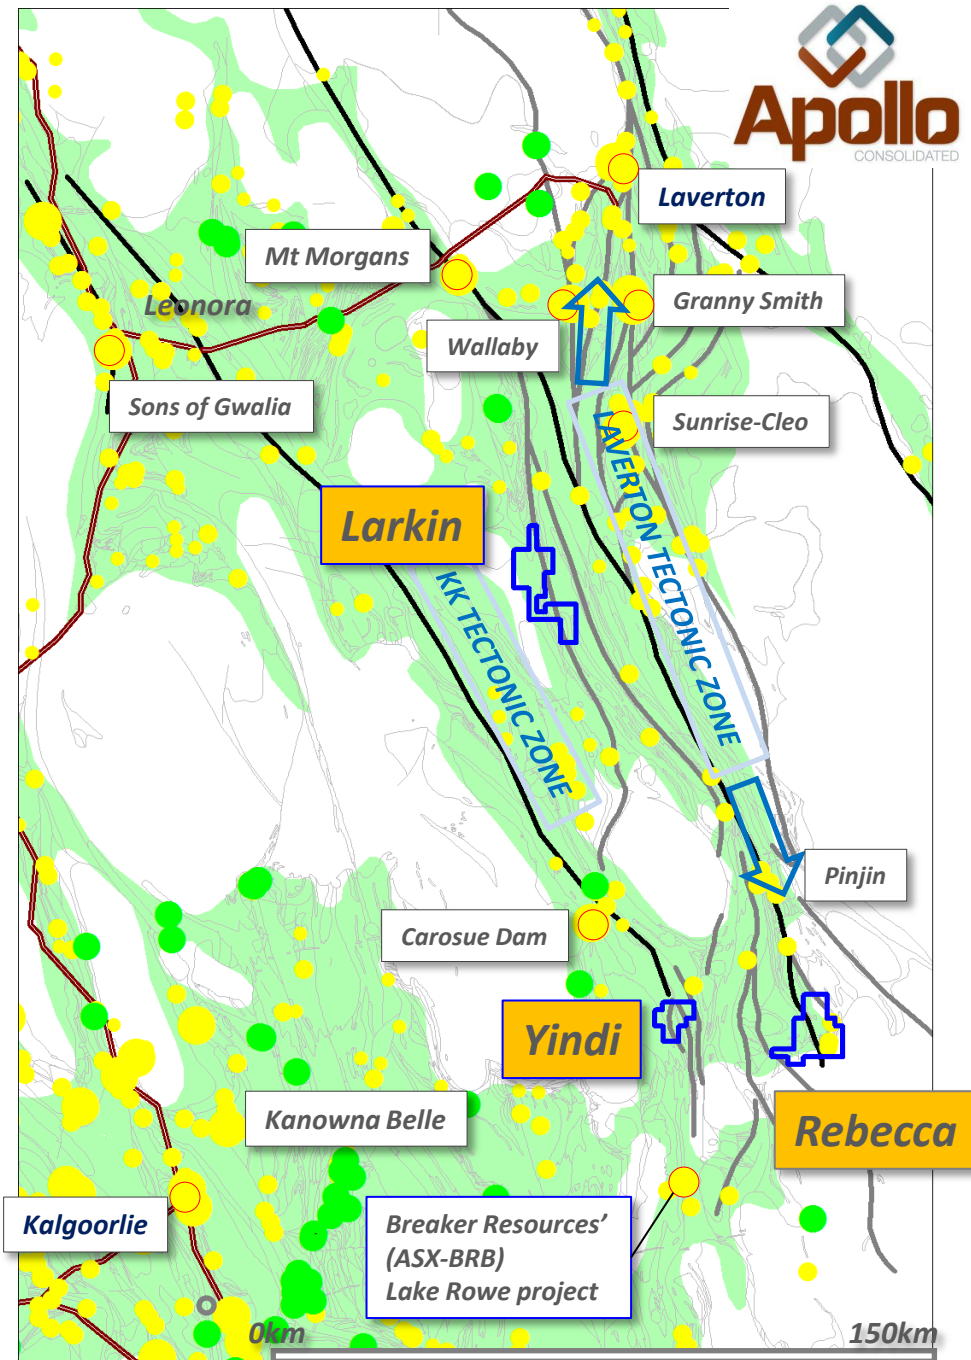 Apollo
CONSOLIDATED
Laverton
Mt Morgans
Leonora
Granny Smith
Wallaby
Sons of Gwalia
Sunrise-Cleo
LAVERTON TECTONIC ZONE
Larkin
KK TECTONIC ZONE
Pinjin
Carosue Dam
Yindi
Rebecca
Kanowna Belle
Kalgoorlie
Breaker Resources’
(ASX-BRB)
Lake Rowe project
0km
150km